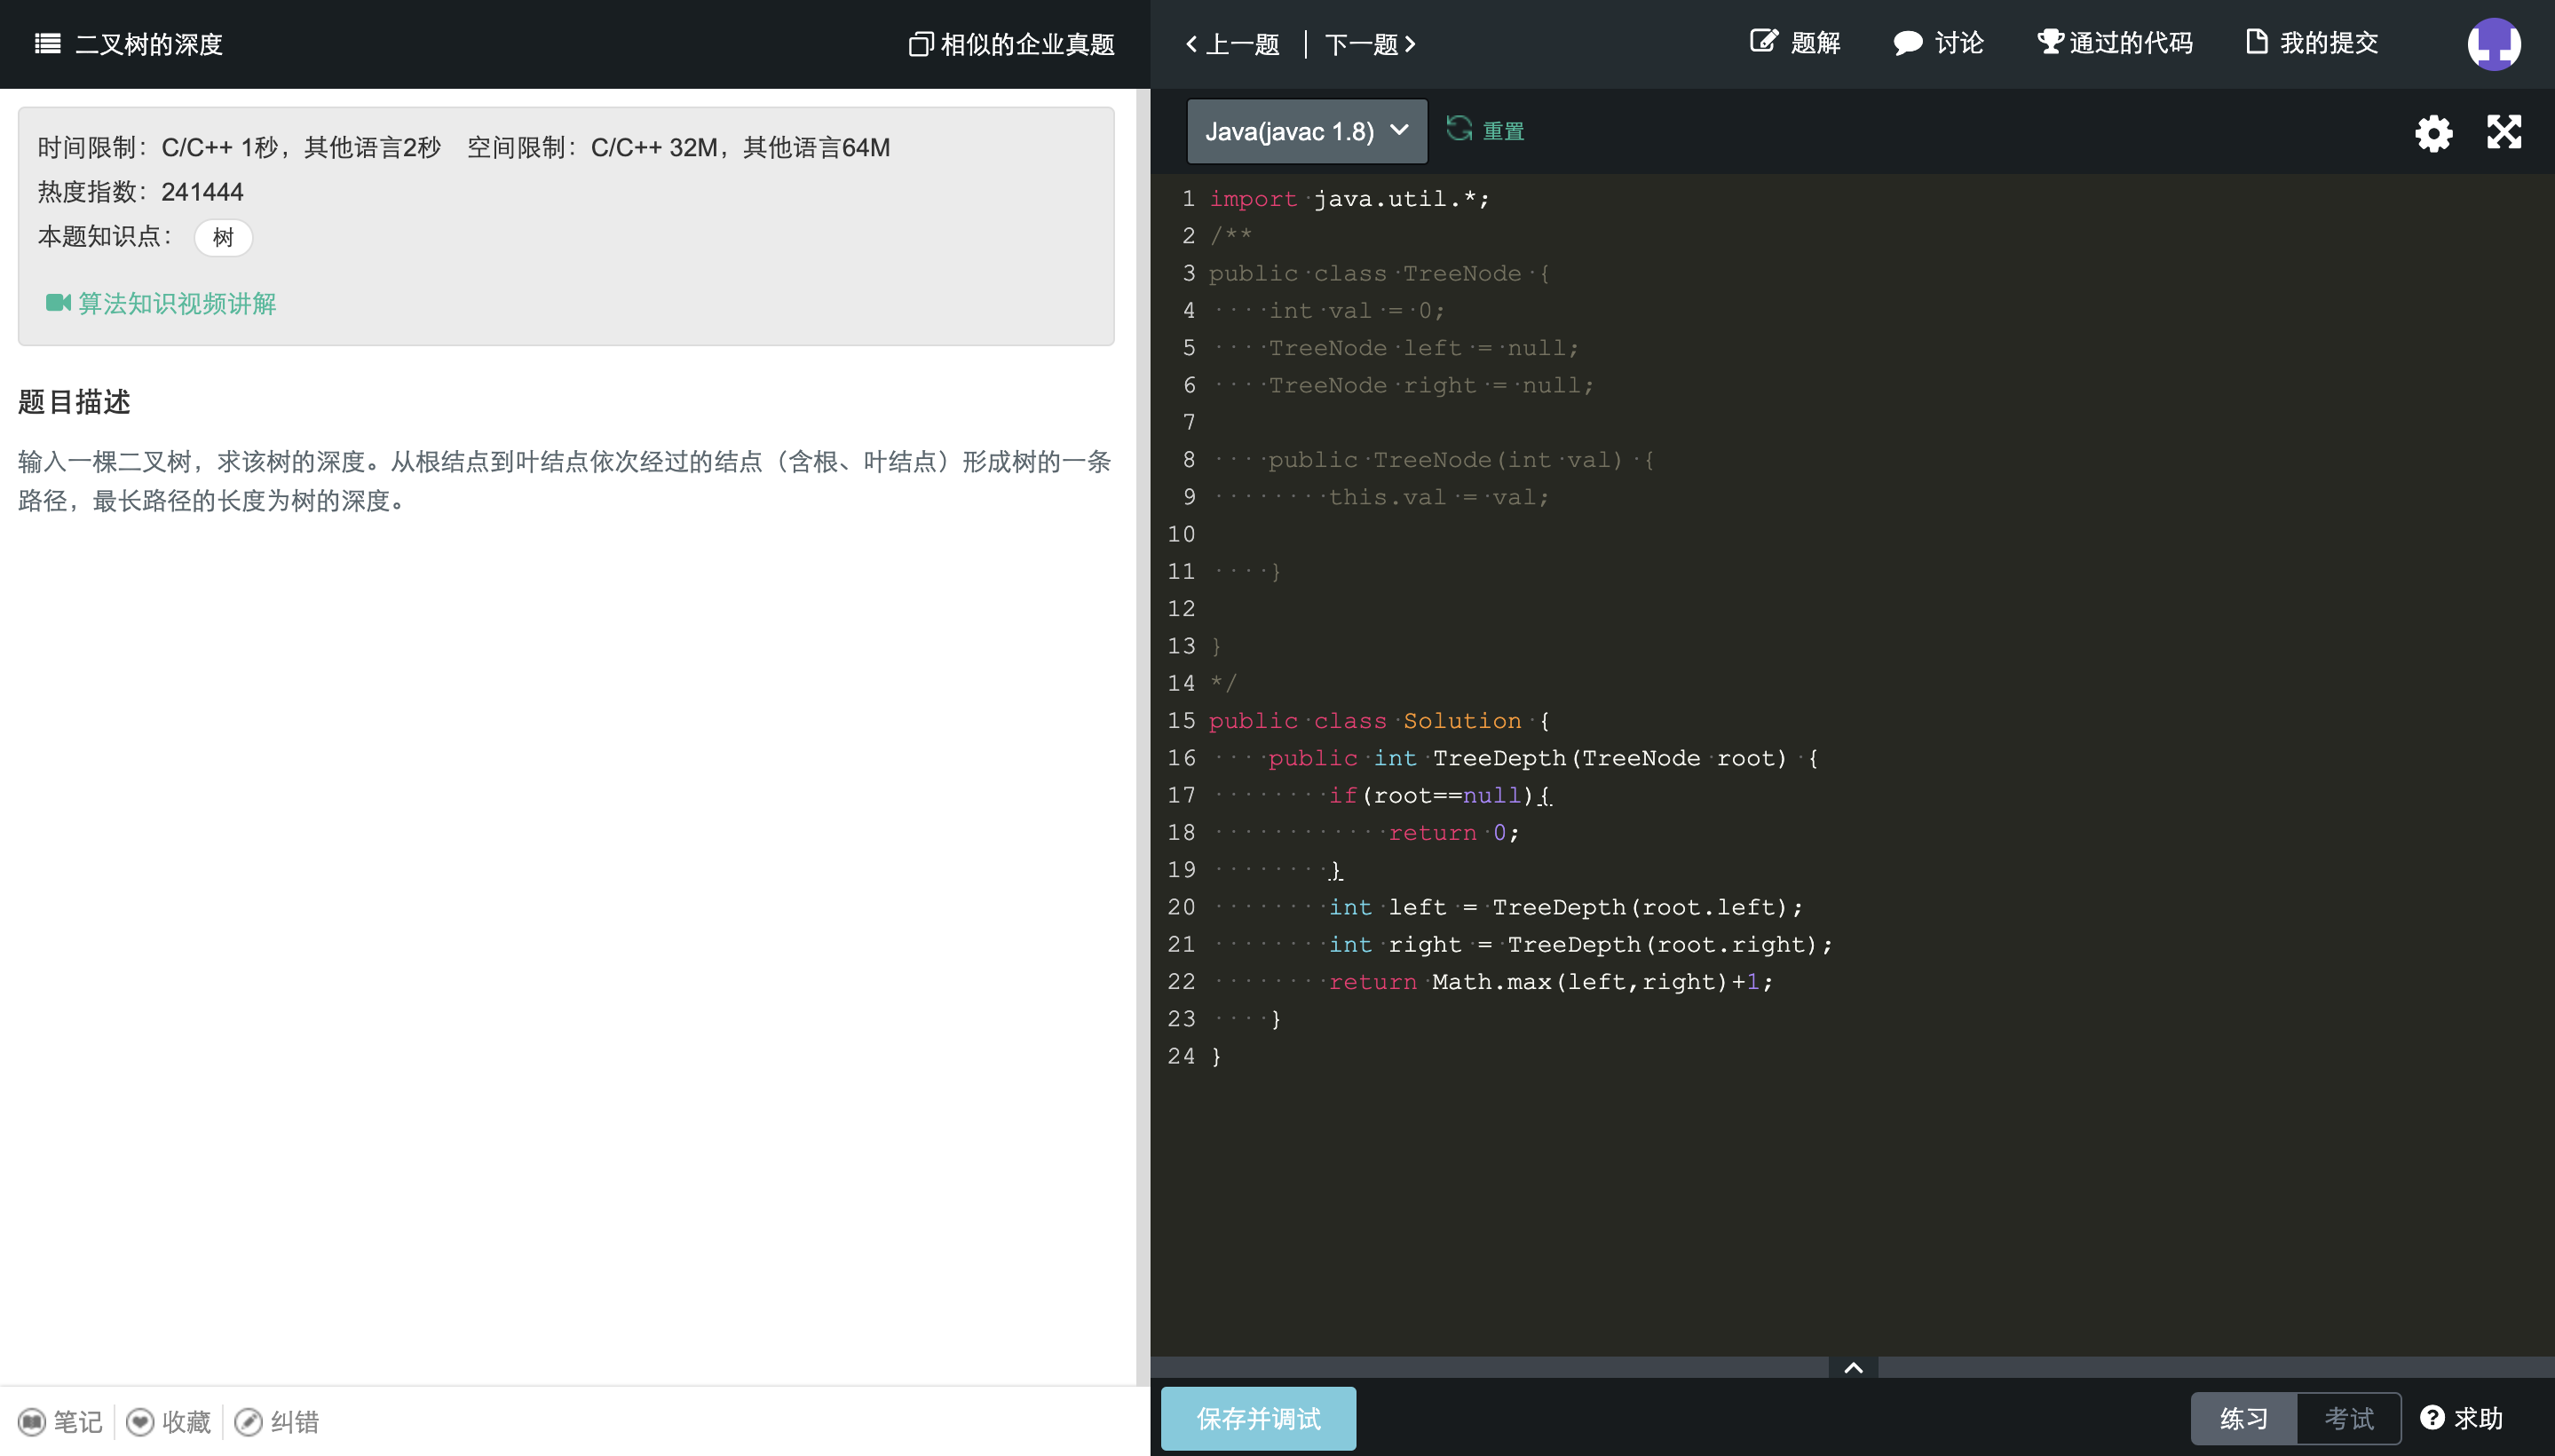 二叉树的深度
相似的企业真题
上一题
下一题
题解
讨论
通过的代码
我的提交
时间限制：C/C++ 1秒，其他语言2秒 空间限制：C/C++ 32M，其他语言64M
热度指数：241444
本题知识点： 树
算法知识视频讲解
题目描述
输入一棵二叉树，求该树的深度。从根结点到叶结点依次经过的结点（含根、叶结点）形成树的一条
路径，最长路径的长度为树的深度。
笔记
收藏
纠错
Java(javac 1.8)
重置
1 import java.util.*;
2 /**
3 public class TreeNode {
4     int val = 0;
5     TreeNode left = null;
6     TreeNode right = null;
7
8     public TreeNode(int val) {
9         this.val = val;
10
11     }
12
13 }
14 */
15 public class Solution {
16     public int TreeDepth(TreeNode root) {
17         if(root==null){
18             return 0;
19         }
20         int left = TreeDepth(root.left);
21         int right = TreeDepth(root.right);
22         return Math.max(left,right)+1;
23     }
24 }
保存并调试
练习
考试
求助